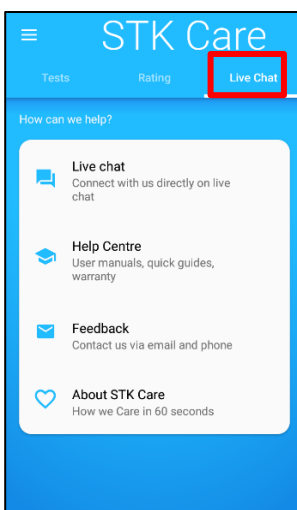 STK Care
Tests Rating Live Chat
How can we help?
Live chat
Connect with us directly on live
chat
Help Centre
User manuals, quick guides,
warranty
Feedback
Contact us via email and phone
About STK Care
How we Care in 60 seconds